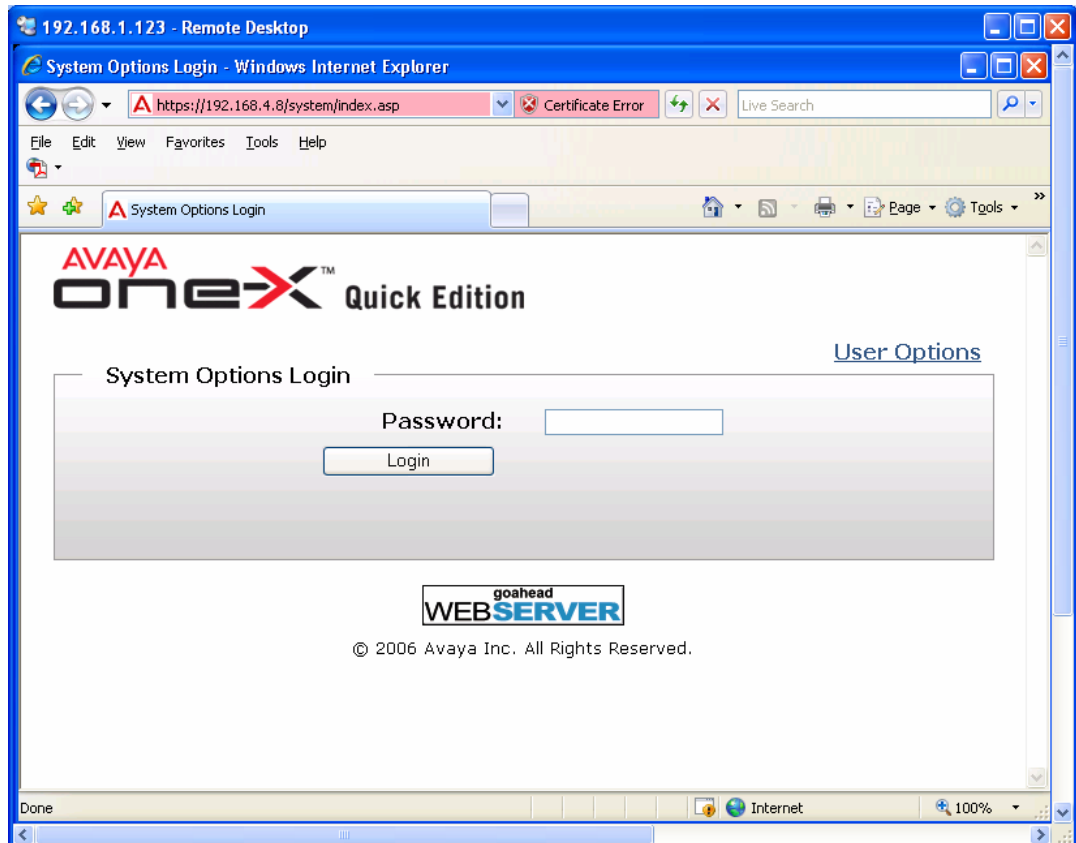 192.168.1.123 - Remote Desktop
System Options Login - Windows Internet Explorer
https://192.168.4.8/system/index.asp Certificate Error Live Search
File Edit View Favorites Tools Help
System Options Login Page Tools »
AVAYA
one-X™ Quick Edition
User Options
System Options Login
Password:
Login
goahead
WEBSERVER
© 2006 Avaya Inc. All Rights Reserved.
Done Internet 100%